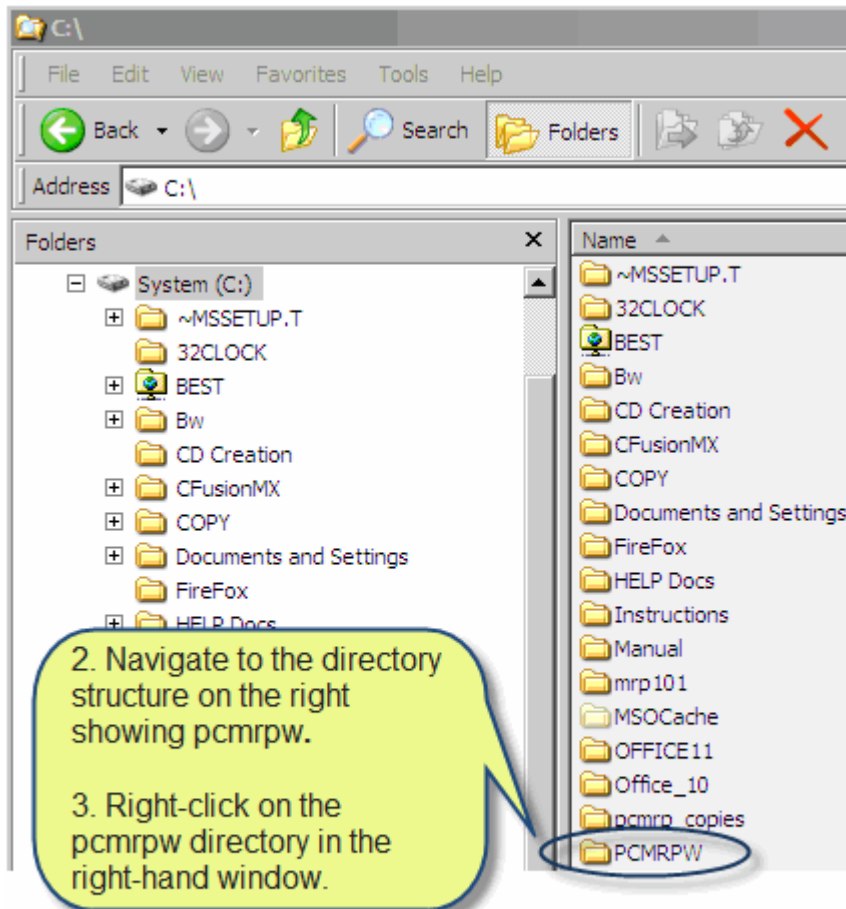 C:\
File Edit View Favorites Tools Help
Back Search Folders
Address C:\
Folders
System (C:)
~MSSETUP.T
32CLOCK
BEST
Bw
CD Creation
CFusionMX
COPY
Documents and Settings
FireFox
HELP Docs
2. Navigate to the directory
structure on the right
showing pcmrpw.
3. Right-click on the
pcmrpw directory in the
right-hand window.
Name
~MSSETUP.T
32CLOCK
BEST
Bw
CD Creation
CFusionMX
COPY
Documents and Settings
FireFox
HELP Docs
Instructions
Manual
mrp101
MSOCache
OFFICE11
Office_10
pcmrp_copies
PCMRPW